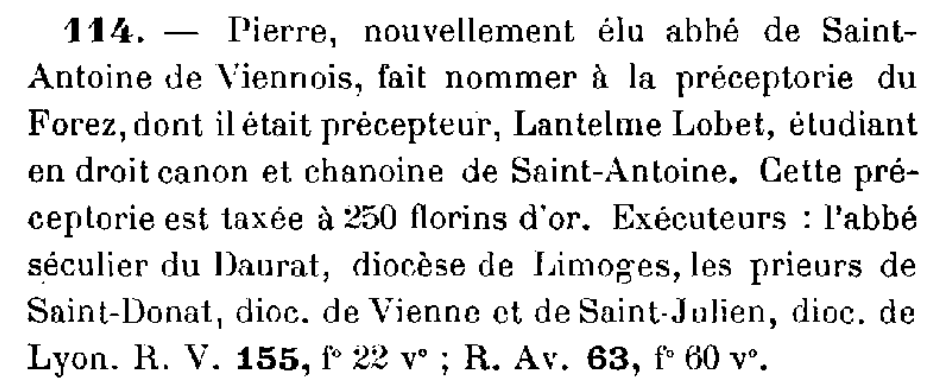 114. — Pierre, nouvellement élu abbé de Saint-
Antoine de Viennois, fait nommer à la préceptorie du
Forez, dont il était précepteur, Lantelme Lobet, étudiant
en droit canon et chanoine de Saint-Antoine. Cette pré-
ceptorie est taxée à 250 florins d'or. Exécuteurs : l'abbé
séculier du Daurat, diocèse de Limoges, les prieurs de
Saint-Donat, dioc. de Vienne et de Saint-Julien, dioc. de
Lyon. R. V. 155, f° 22 v° ; R. Av. 63, f° 60 v°.